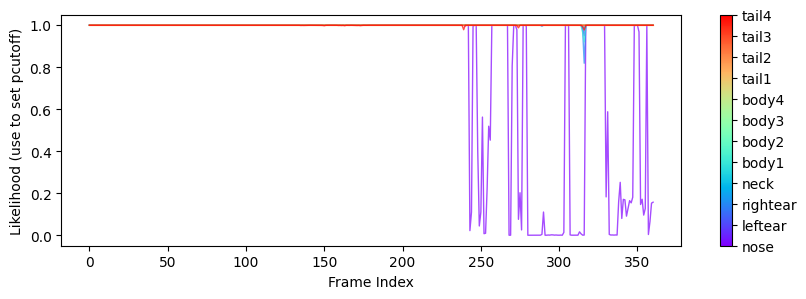 Likelihood (use to set pcutoff)
1.0
0.8
0.6
0.4
0.2
0.0
0
50
100
150
200
250
300
350
Frame Index
tail4
tail3
tail2
tail1
body4
body3
body2
body1
neck
rightear
leftear
nose